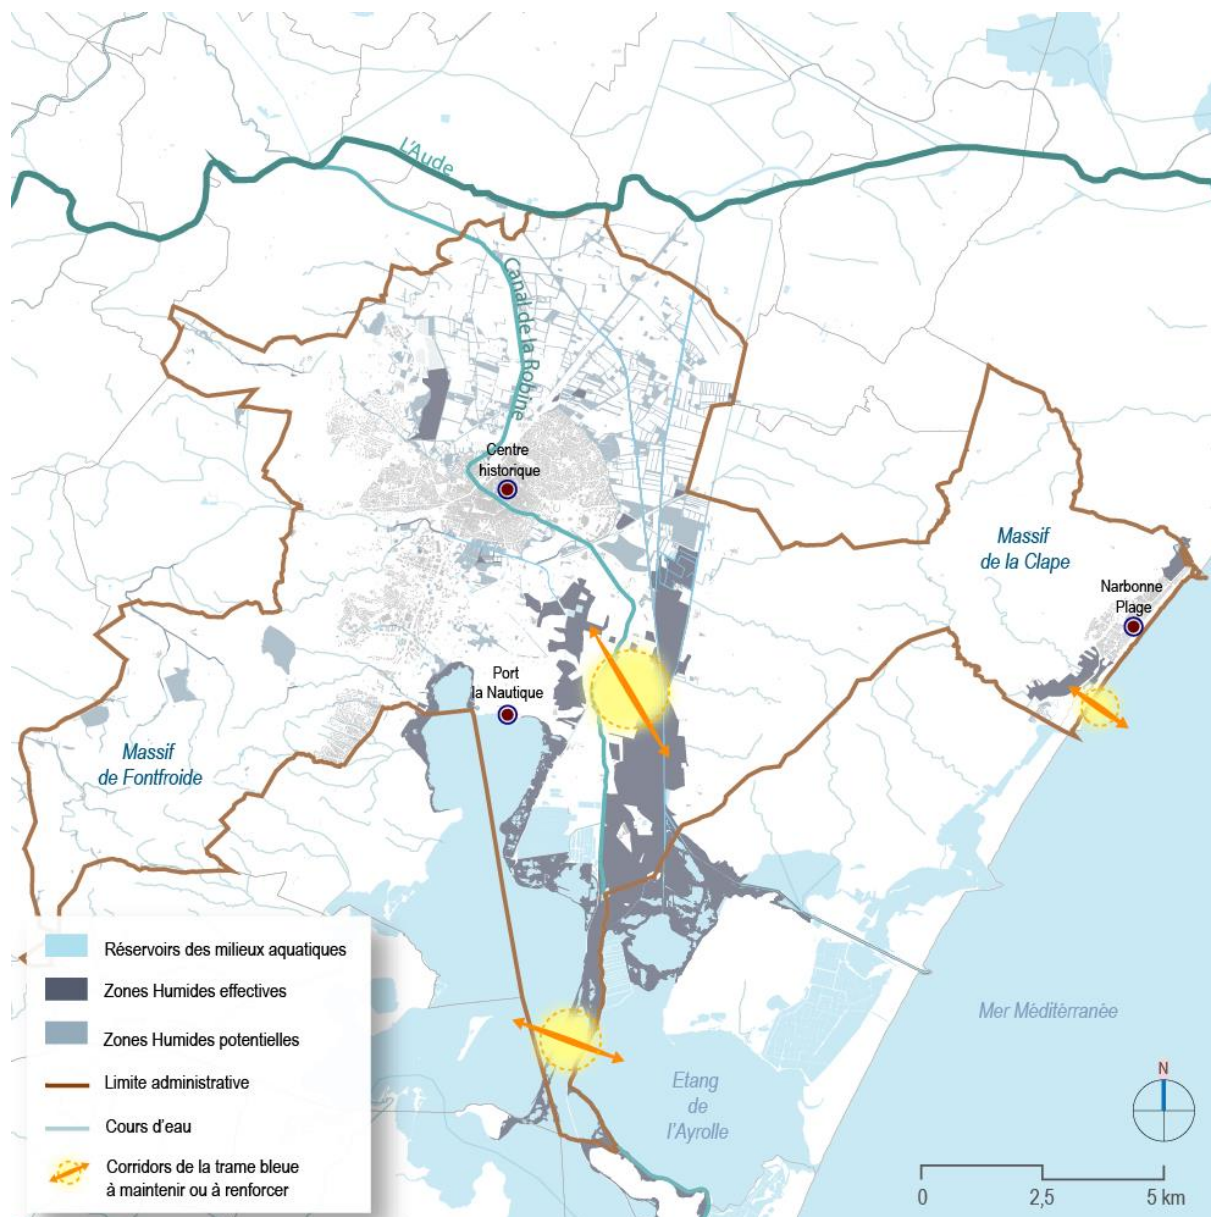 L'Aude
Canal de la Robine
Centre
historique
Massif
de la Clape
Narbonne
Plage
Port
la Nautique
Massif
de Fontfroide
Réservoirs des milieux aquatiques
Zones Humides effectives
Zones Humides potentielles
Limite administrative
Cours d'eau
Corridors de la trame bleue
à maintenir ou à renforcer
Mer Méditérranée
Etang
de
l'Ayrolle
N
0 2,5 5 km